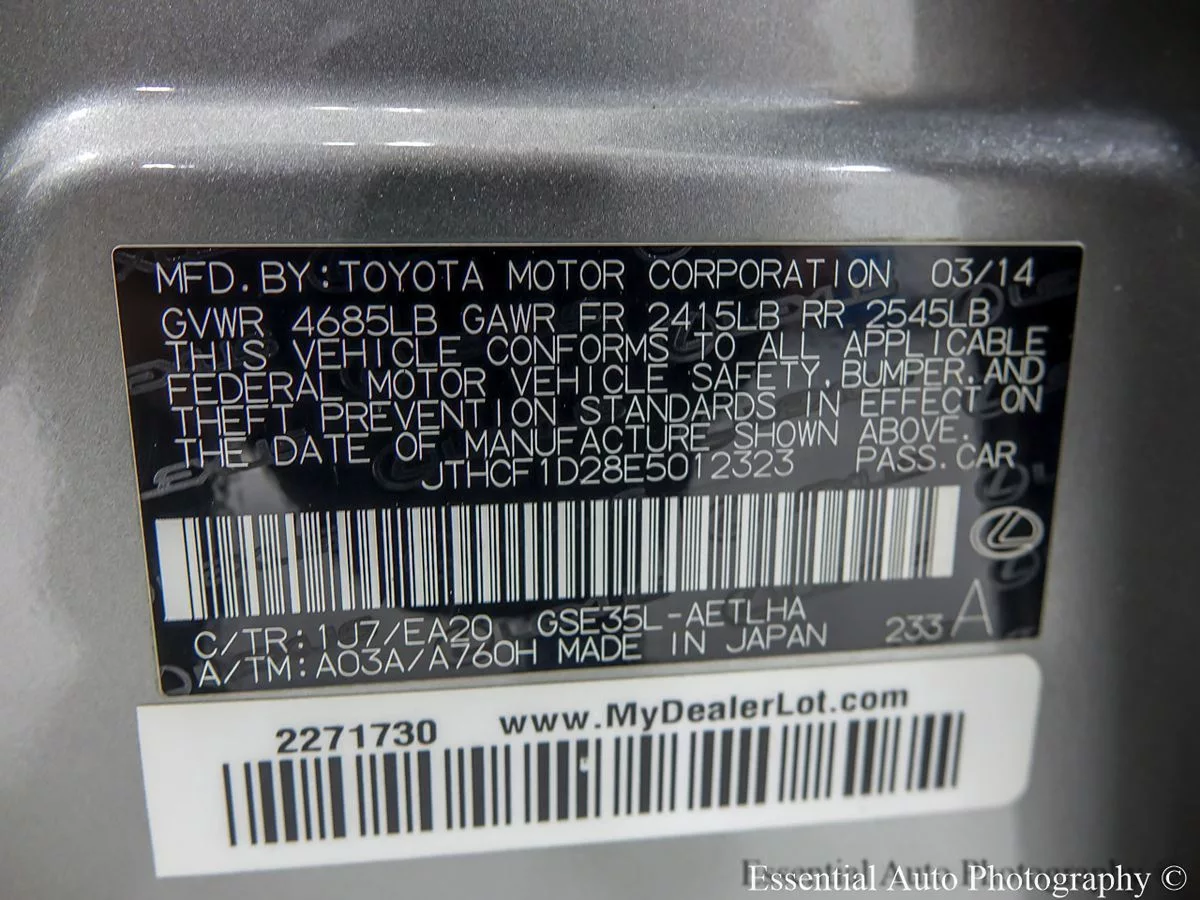 MFD. BY: TOYOTA MOTOR CORPORATION 03/14
GVWR 4685LB GAWR FR 2415LB RR 2545LB
THIS VEHICLE CONFORMS TO ALL APPLICABLE
FEDERAL MOTOR VEHICLE SAFETY, BUMPER, AND
THEFT PREVENTION STANDARDS IN EFFECT ON
THE DATE OF MANUFACTURE SHOWN ABOVE.
JTHCF1D28E5012323 PASS. CAR
C/TR: 1J7/EA20 GSE35L-AETLHA
A/TM: A03A/A760H MADE IN JAPAN 233 A
2271730 www.MyDealerLot.com
Essential Auto Photography ©